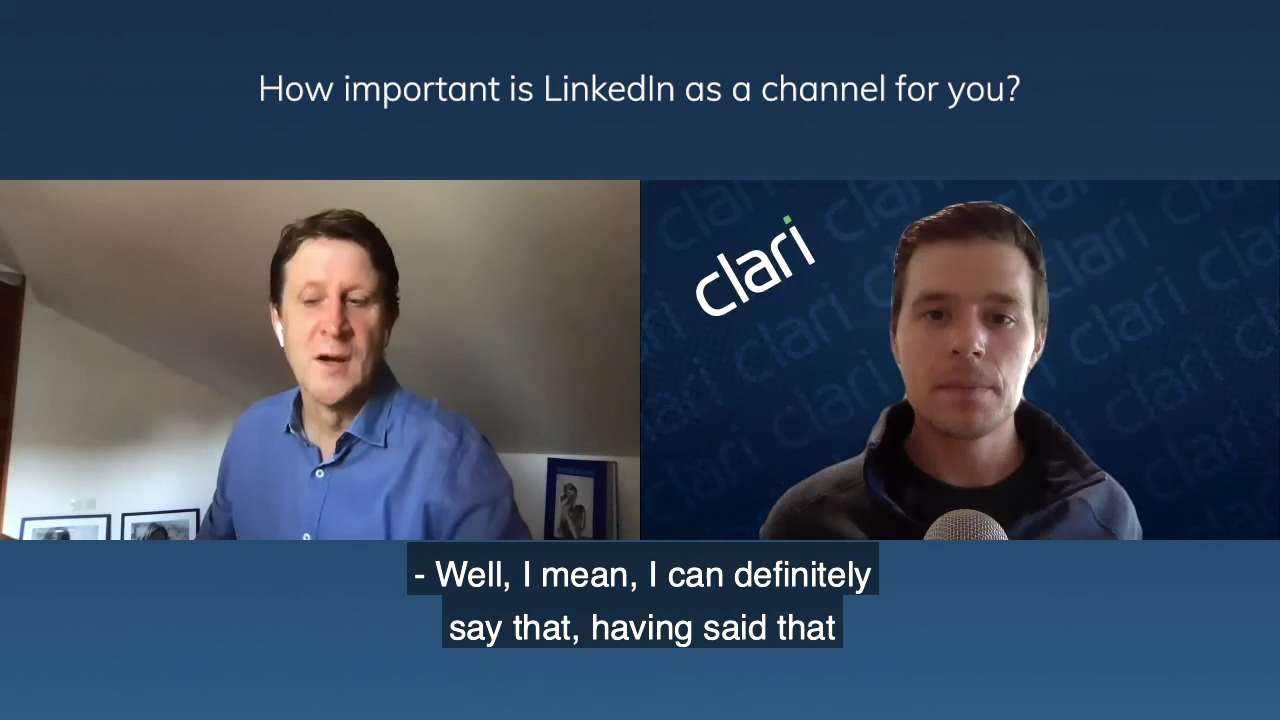 How important is LinkedIn as a channel for you?
clari
- Well, I mean, I can definitely
say that, having said that